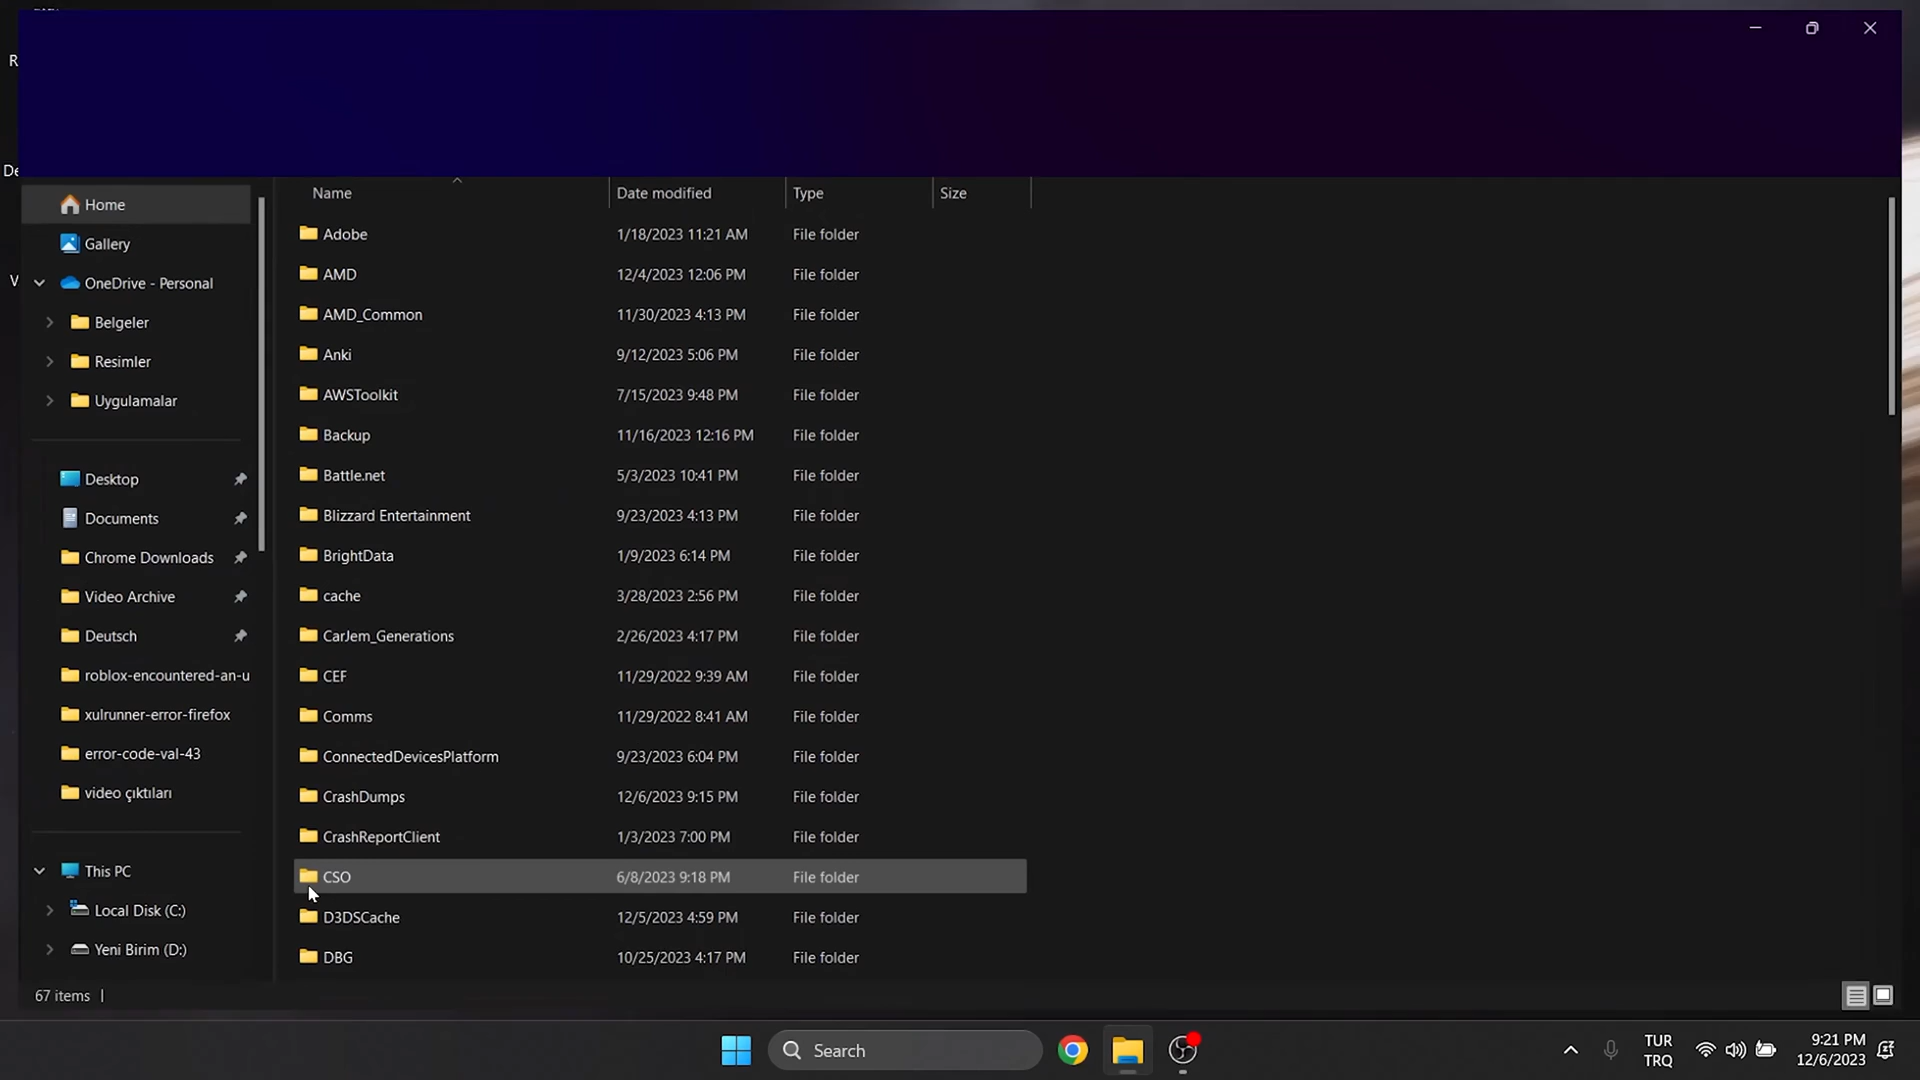 R
De
V
Home
Gallery
OneDrive - Personal
Belgeler
Resimler
Uygulamalar
Desktop
Documents
Chrome Downloads
Video Archive
Deutsch
roblox-encountered-an-u
xulrunner-error-firefox
error-code-val-43
video çıktıları
This PC
Local Disk (C:)
Yeni Birim (D:)
Name Date modified Type Size
Adobe 1/18/2023 11:21 AM File folder
AMD 12/4/2023 12:06 PM File folder
AMD_Common 11/30/2023 4:13 PM File folder
Anki 9/12/2023 5:06 PM File folder
AWSToolkit 7/15/2023 9:48 PM File folder
Backup 11/16/2023 12:16 PM File folder
Battle.net 5/3/2023 10:41 PM File folder
Blizzard Entertainment 9/23/2023 4:13 PM File folder
BrightData 1/9/2023 6:14 PM File folder
cache 3/28/2023 2:56 PM File folder
CarJem_Generations 2/26/2023 4:17 PM File folder
CEF 11/29/2022 9:39 AM File folder
Comms 11/29/2022 8:41 AM File folder
ConnectedDevicesPlatform 9/23/2023 6:04 PM File folder
CrashDumps 12/6/2023 9:15 PM File folder
CrashReportClient 1/3/2023 7:00 PM File folder
CSO 6/8/2023 9:18 PM File folder
D3DSCache 12/5/2023 4:59 PM File folder
DBG 10/25/2023 4:17 PM File folder
67 items
Search
TUR
TRQ
9:21 PM
12/6/2023